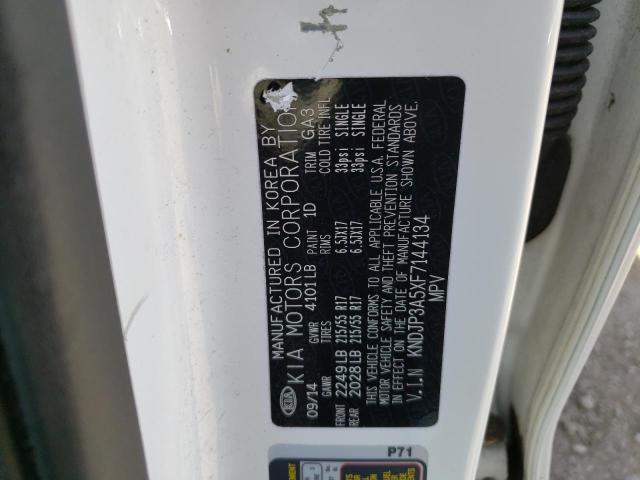 MANUFACTURED IN KOREA BY
KIA KIA MOTORS CORPORATIO
09/14 GVWR 4101LB PAINT 1D TRIM GA3
GAWR TIRES RIMS COLD TIRE INFL
FRONT 2249LB 215/55 R17 6.5JX17 33psi SINGLE
REAR 2028LB 215/55 R17 6.5JX17 33psi SINGLE
THIS VEHICLE CONFORMS TO ALL APPLICABLE U.S.A. FEDERAL
MOTOR VEHICLE SAFETY AND THEFT PREVENTION STANDARDS
IN EFFECT ON THE DATE OF MANUFACTURE SHOWN ABOVE.
V.I.N KNDJP3A5XF7144134
MPV
P71